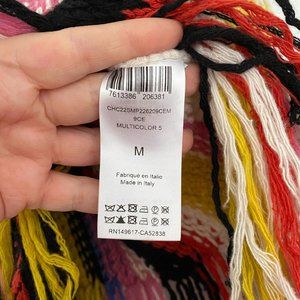 7613386 206381
CHC22SMP226209CEM
9CE
MULTICOLOR 5
M
Fabriqué en Italie
Made in Italy
RN149617-CA52838